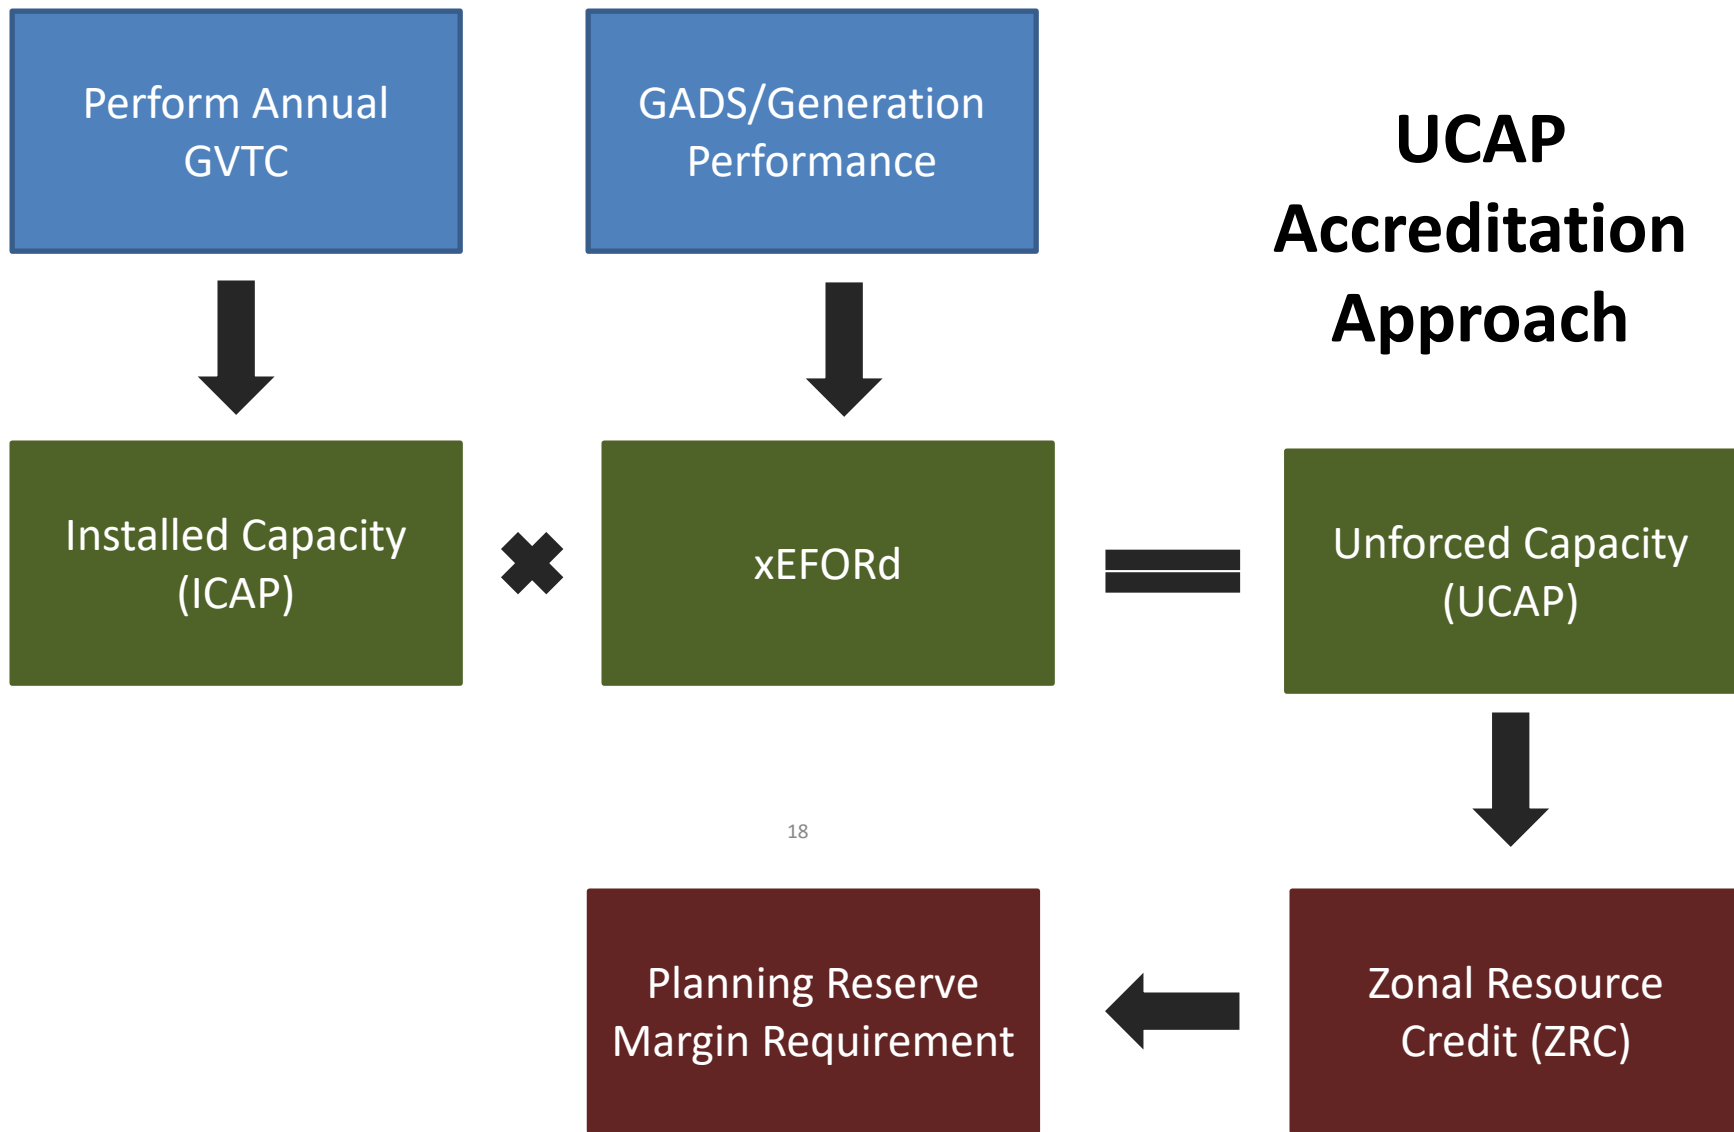 Perform Annual
GVTC
GADS/Generation
Performance
UCAP
Accreditation
Approach
Installed Capacity
(ICAP)
xEFORd
Unforced Capacity
(UCAP)
18
Planning Reserve
Margin Requirement
Zonal Resource
Credit (ZRC)